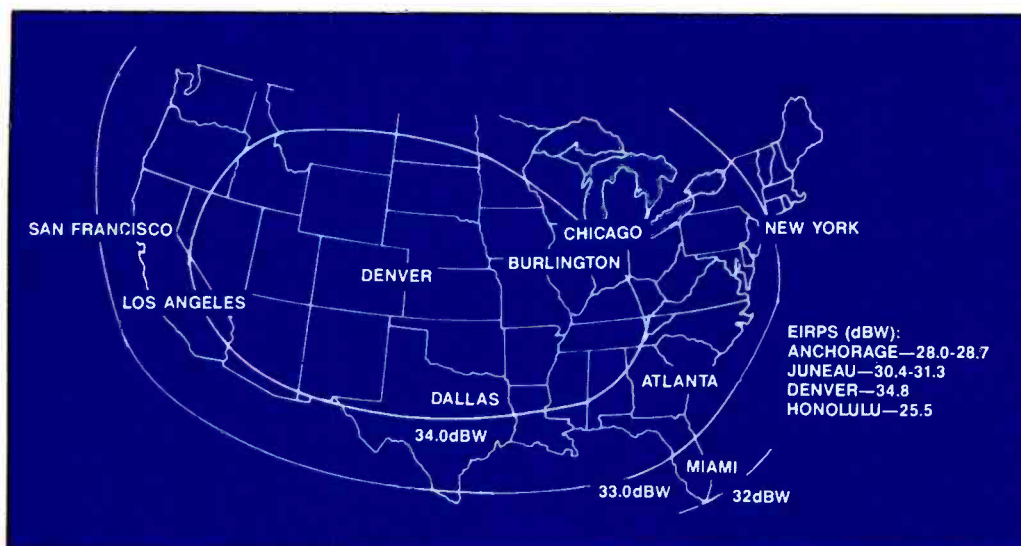 SAN FRANCISCO
CHICAGO
NEW YORK
BURLINGTON
DENVER
LOS ANGELES
EIRPS (dBW):
ANCHORAGE—28.0-28.7
JUNEAU—30.4-31.3
DENVER—34.8
HONOLULU—25.5
ATLANTA
DALLAS
34.0dBW
MIAMI
33.0dBW
32dBW